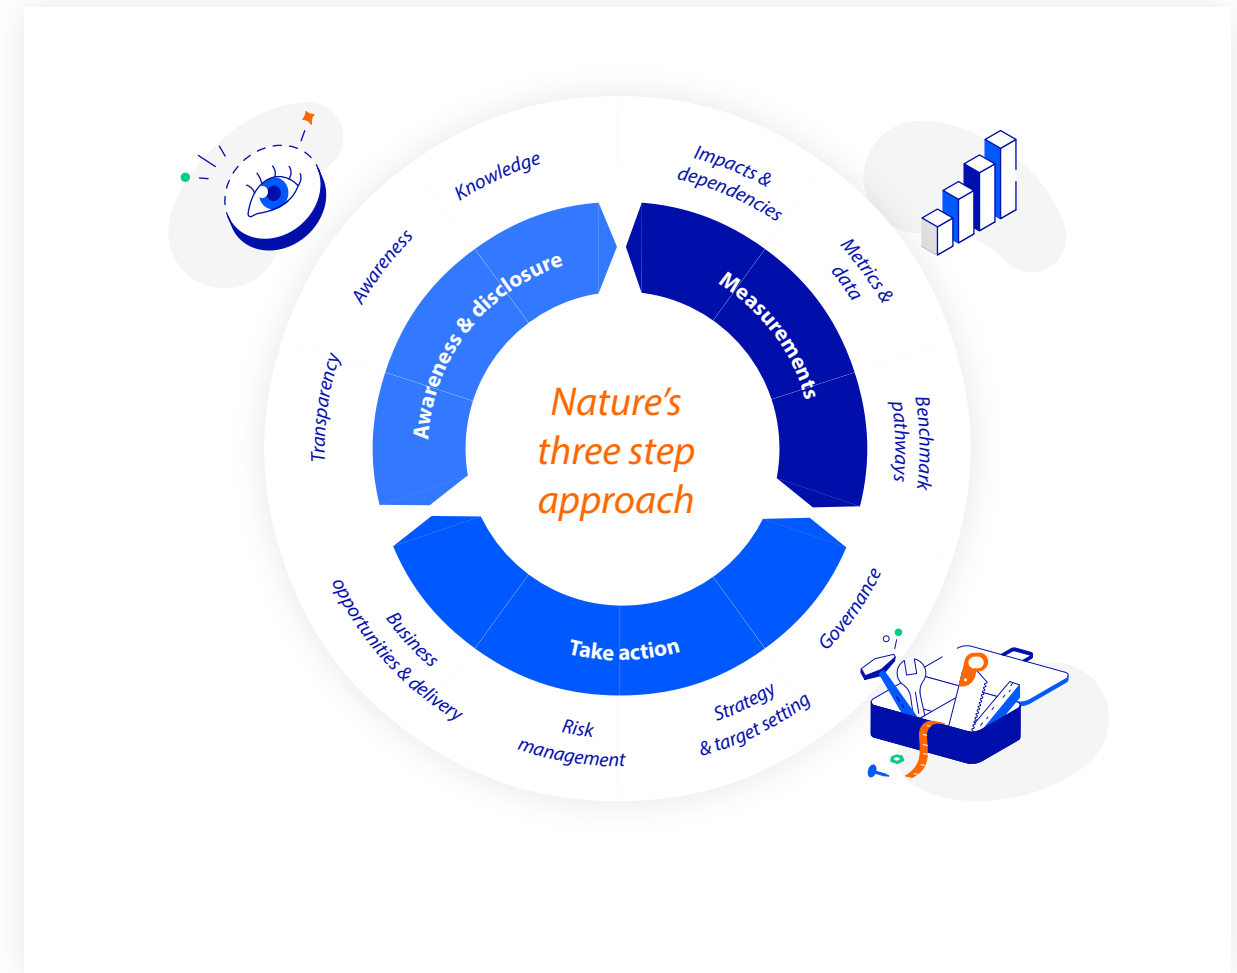 Nature’s
three step
approach
Awareness & disclosure
Measurements
Take action
Knowledge
Awareness
Transparency
Impacts &
dependencies
Metrics &
data
Benchmark
pathways
Governance
Strategy
& target setting
Risk
management
Business
opportunities & delivery